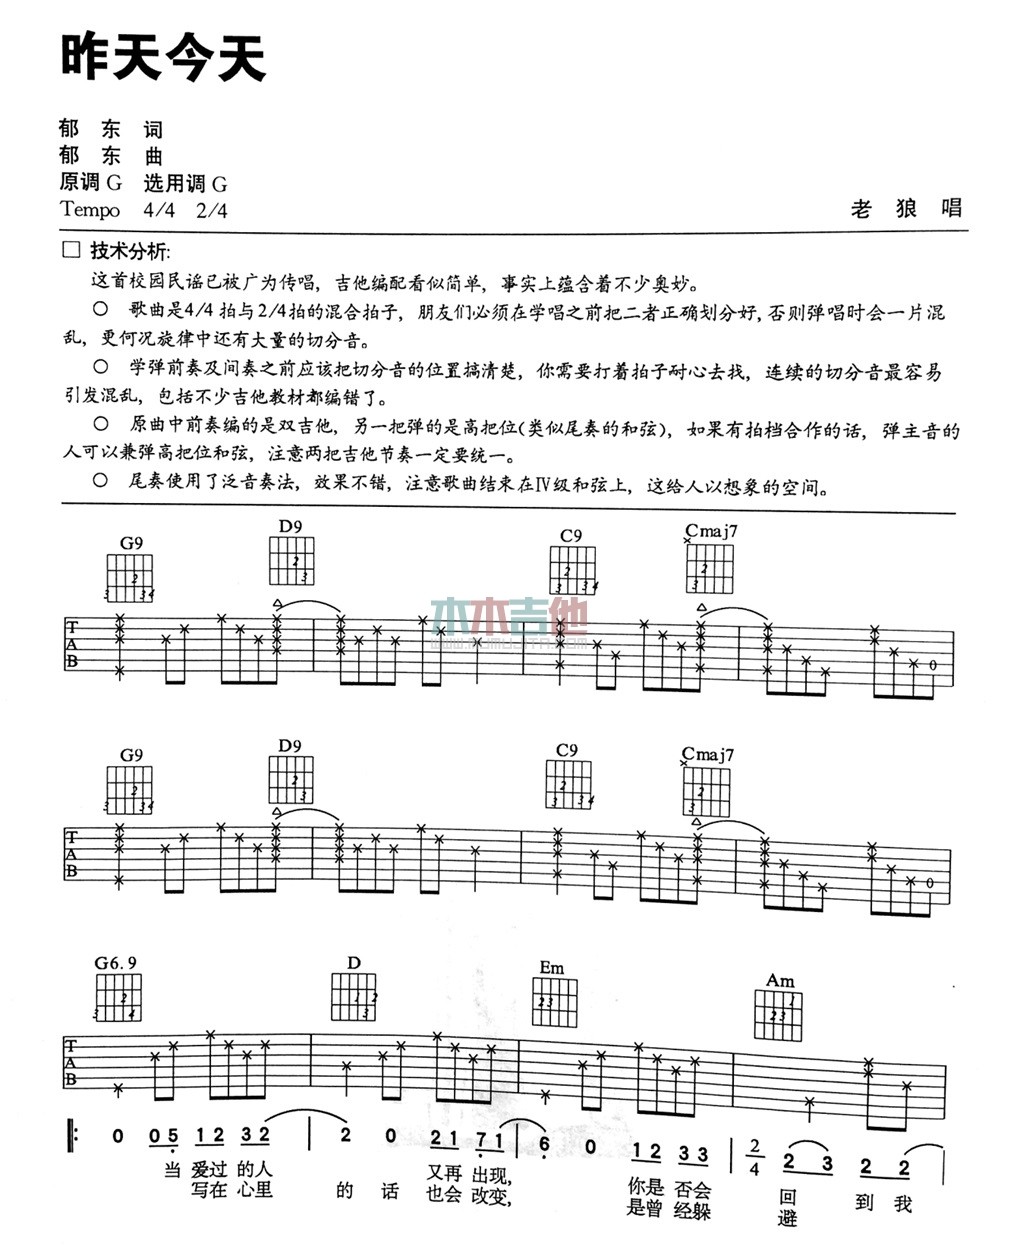 昨天今天
郁 东 词
郁 东 曲
原调 G 选用调 G
Tempo 4/4 2/4
老 狼 唱
□ 技术分析:
这首校园民谣已被广为传唱，吉他编配看似简单，事实上蕴含着不少奥妙。
○ 歌曲是4/4拍与2/4拍的混合拍子，朋友们必须在学唱之前把二者正确划分好,否则弹唱时会一片混
乱，更何况旋律中还有大量的切分音。
○ 学弹前奏及间奏之前应该把切分音的位置搞清楚，你需要打着拍子耐心去找，连续的切分音最容易
引发混乱，包括不少吉他教材都编错了。
○ 原曲中前奏编的是双吉他，另一把弹的是高把位(类似尾奏的和弦)，如果有拍档合作的话，弹主音的
人可以兼弹高把位和弦，注意两把吉他节奏一定要统一。
○ 尾奏使用了泛音奏法，效果不错，注意歌曲结束在IV级和弦上，这给人以想象的空间。
G9 D9 C9 Cmaj7
木木吉他
T
A
B
0
G9 D9 C9 Cmaj7
T
A
B
0
G6.9 D Em Am
T
A
B
0 05 12 32 | 2 0 21 71 | 6 0 12 33 | 2/4 23 22
当 爱过 的人 又再 出现, 你是 否会 回 到 我
写在 心里 的 话 也会 改变, 是曾 经躲 避